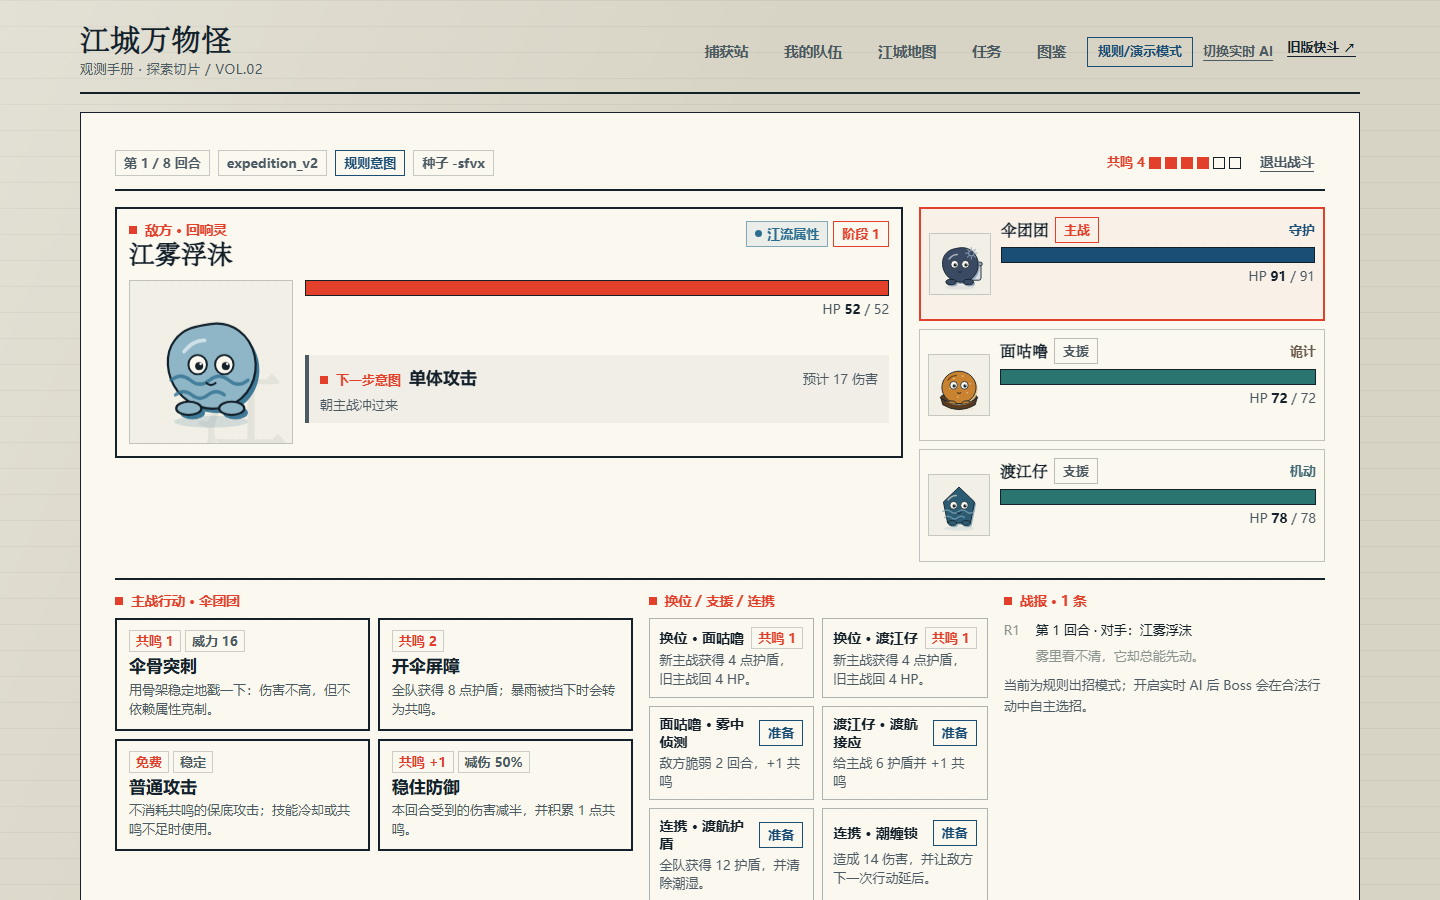 江城万物怪
观测手册 · 探索切片 / VOL.02
捕获站 我的队伍 江城地图 任务 图鉴 规则/演示模式 切换实时 AI 旧版快斗 ↗
第 1 / 8 回合 expedition_v2 规则意图 种子 -sfvx
共鸣 4 退出战斗
敌方 • 回响灵
江雾浮沫
江流属性 阶段 1
HP 52 / 52
下一步意图 单体攻击 预计 17 伤害
朝主战冲过来
江
伞团团 主战 守护
HP 91 / 91
面咕噜 支援 诡计
HP 72 / 72
渡江仔 支援 机动
HP 78 / 78
主战行动 • 伞团团
共鸣 1 威力 16
伞骨突刺
用骨架稳定地戳一下：伤害不高，但不
依赖属性克制。
共鸣 2
开伞屏障
全队获得 8 点护盾；暴雨被挡下时会转
为共鸣。
免费 稳定
普通攻击
不消耗共鸣的保底攻击；技能冷却或共
鸣不足时使用。
共鸣 +1 减伤 50%
稳住防御
本回合受到的伤害减半，并积累 1 点共
鸣。
换位 / 支援 / 连携
换位 • 面咕噜 共鸣 1
新主战获得 4 点护盾，
旧主战回 4 HP。
换位 • 渡江仔 共鸣 1
新主战获得 4 点护盾，
旧主战回 4 HP。
面咕噜 • 雾中
侦测
准备
敌方脆弱 2 回合，+1 共
鸣
渡江仔 • 渡航
接应
准备
给主战 6 护盾并 +1 共
鸣
连携 • 渡航护
盾
准备
全队获得 12 护盾，并清
除潮湿。
连携 • 潮缠锁 准备
造成 14 伤害，并让敌方
下一次行动延后。
战报 • 1 条
R1 第 1 回合 · 对手：江雾浮沫
雾里看不清，它却总能先动。
当前为规则出招模式；开启实时 AI 后 Boss 会在合法行
动中自主选招。